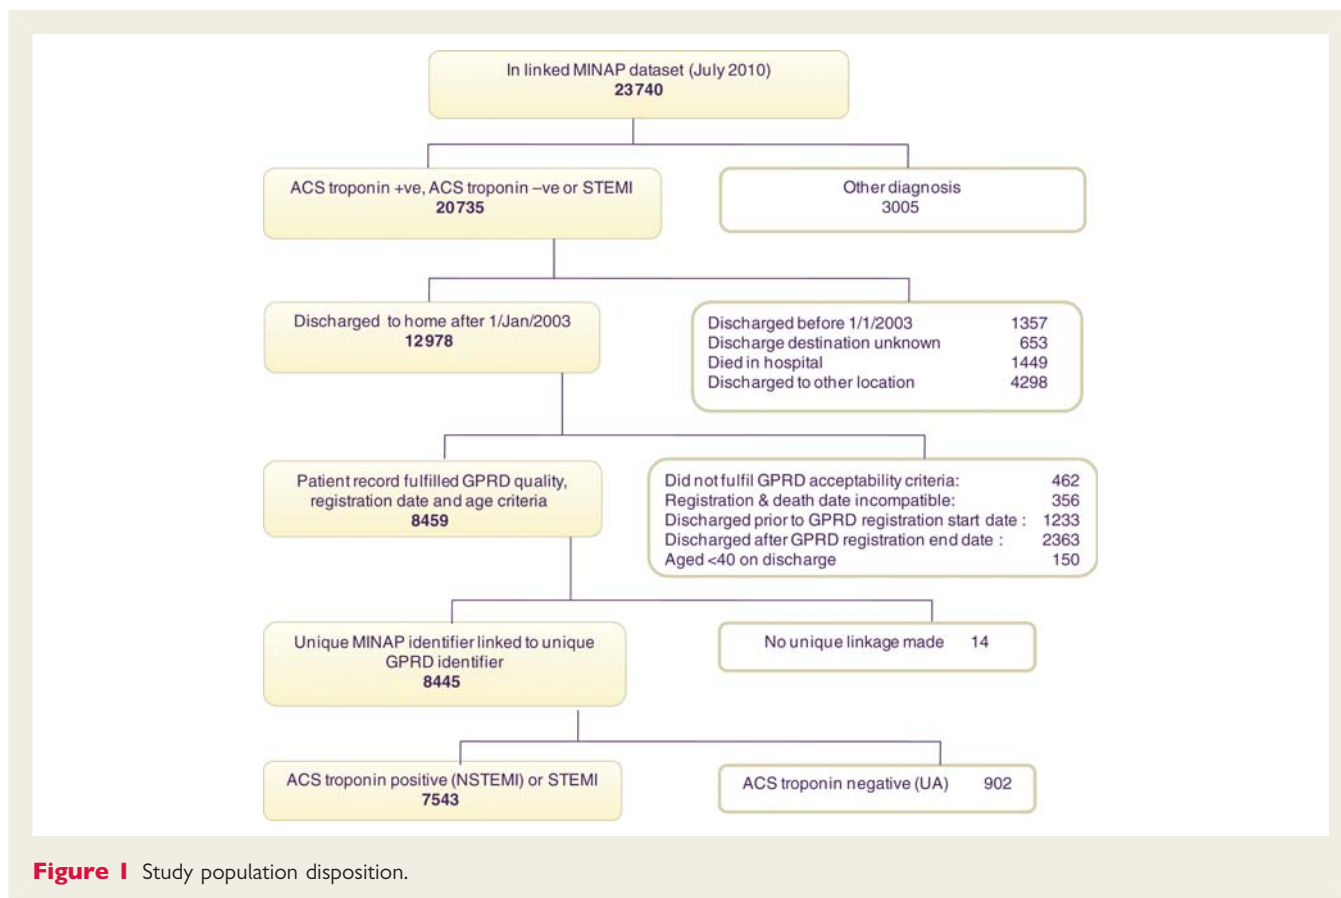 In linked MINAP dataset (July 2010)
23740
ACS troponin +ve, ACS troponin –ve or STEMI
20735
Other diagnosis
3005
Discharged to home after 1/Jan/2003
12978
Discharged before 1/1/2003 1357
Discharge destination unknown 653
Died in hospital 1449
Discharged to other location 4298
Patient record fulfilled GPRD quality,
registration date and age criteria
8459
Did not fulfil GPRD acceptability criteria: 462
Registration & death date incompatible: 356
Discharged prior to GPRD registration start date : 1233
Discharged after GPRD registration end date : 2363
Aged <40 on discharge 150
Unique MINAP identifier linked to unique
GPRD identifier
8445
No unique linkage made 14
ACS troponin positive (NSTEMI) or STEMI
7543
ACS troponin negative (UA) 902
Figure 1 Study population disposition.